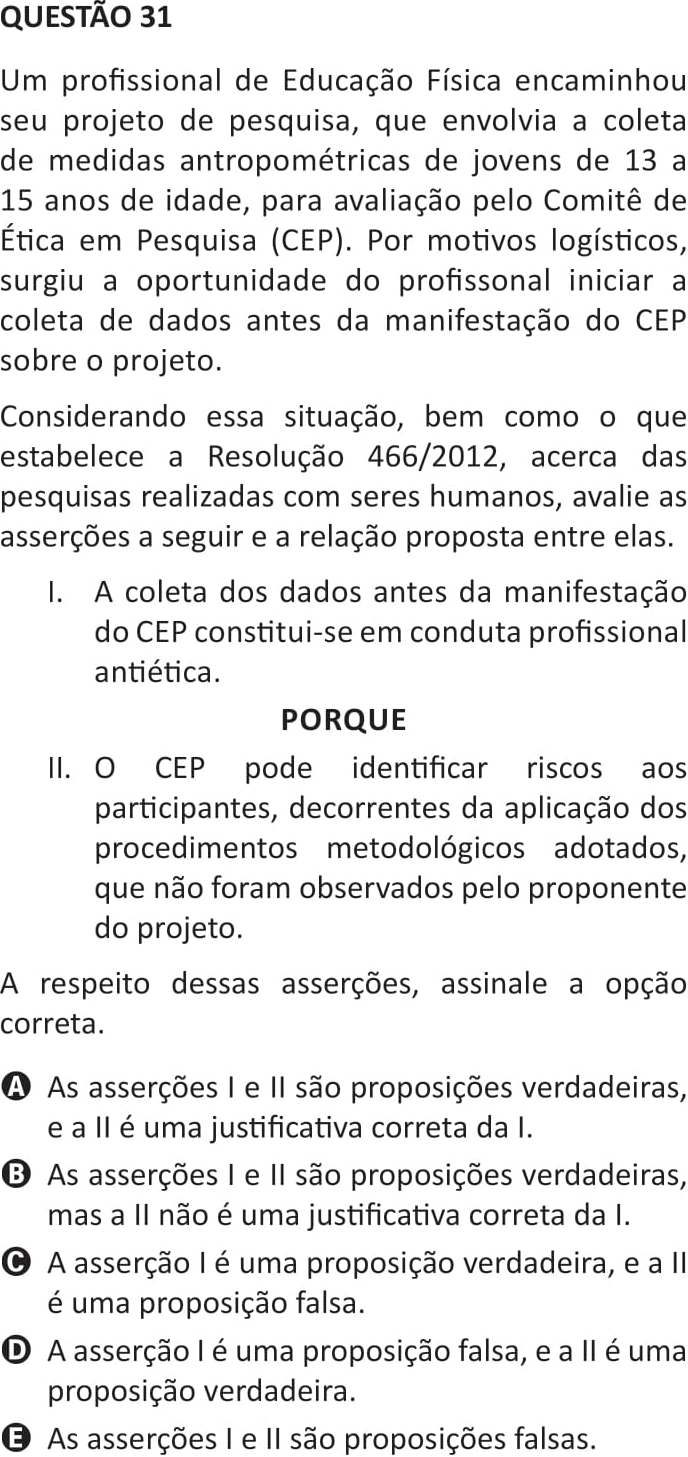 QUESTÃO 31
Um profissional de Educação Física encaminhou
seu projeto de pesquisa, que envolvia a coleta
de medidas antropométricas de jovens de 13 a
15 anos de idade, para avaliação pelo Comitê de
Ética em Pesquisa (CEP). Por motivos logísticos,
surgiu a oportunidade do profissonal iniciar a
coleta de dados antes da manifestação do CEP
sobre o projeto.
Considerando essa situação, bem como o que
estabelece a Resolução 466/2012, acerca das
pesquisas realizadas com seres humanos, avalie as
asserções a seguir e a relação proposta entre elas.
I. A coleta dos dados antes da manifestação
do CEP constitui-se em conduta profissional
antiética.
PORQUE
II. O CEP pode identificar riscos aos
participantes, decorrentes da aplicação dos
procedimentos metodológicos adotados,
que não foram observados pelo proponente
do projeto.
A respeito dessas asserções, assinale a opção
correta.
A As asserções I e II são proposições verdadeiras,
e a II é uma justificativa correta da I.
B As asserções I e II são proposições verdadeiras,
mas a II não é uma justificativa correta da I.
C A asserção I é uma proposição verdadeira, e a II
é uma proposição falsa.
D A asserção I é uma proposição falsa, e a II é uma
proposição verdadeira.
E As asserções I e II são proposições falsas.